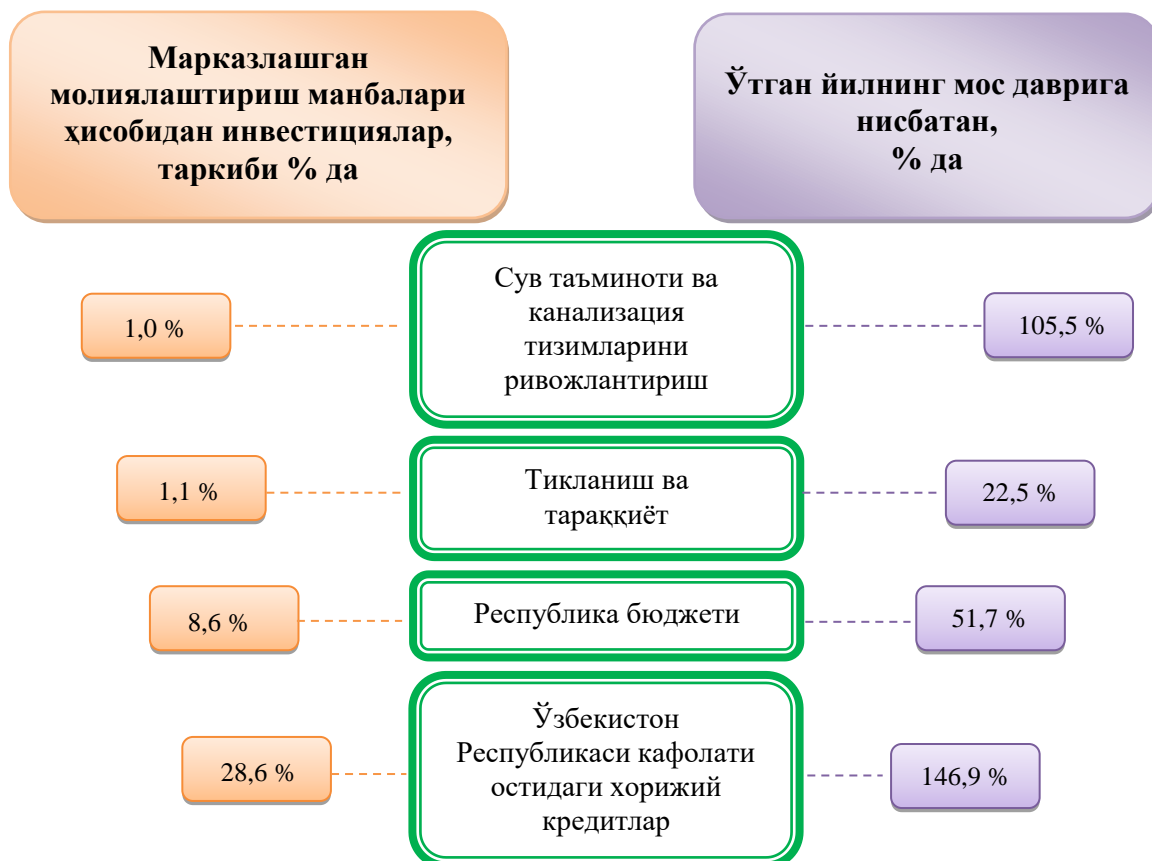 Марказлашган
молиялаштириш манбалари
ҳисобидан инвестициялар,
таркиби % да
Ўтган йилнинг мос даврига
нисбатан,
% да
1,0 %
Сув таъминоти ва
канализация
тизимларини
ривожлантириш
105,5 %
1,1 %
Тикланиш ва
тараққиёт
22,5 %
8,6 %
Республика бюджети
51,7 %
28,6 %
Ўзбекистон
Республикаси кафолати
остидаги хорижий
кредитлар
146,9 %